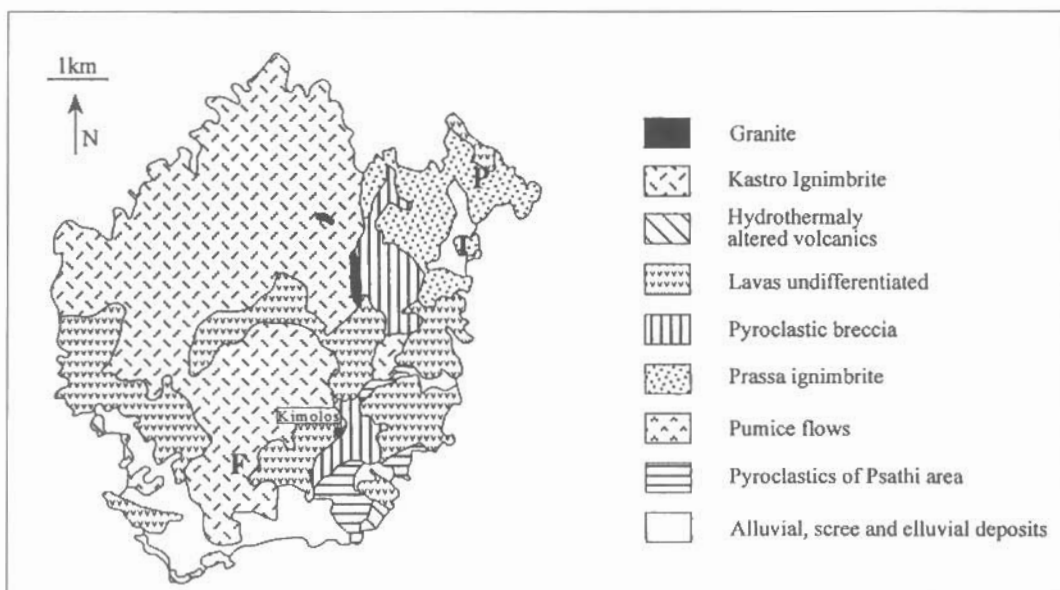 1km
N
P
I
Kimolos
F
Granite
Kastro Ignimbrite
Hydrothermaly
altered volcanics
Lavas undifferentiated
Pyroclastic breccia
Prassa ignimbrite
Pumice flows
Pyroclastics of Psathi area
Alluvial, scree and elluvial deposits